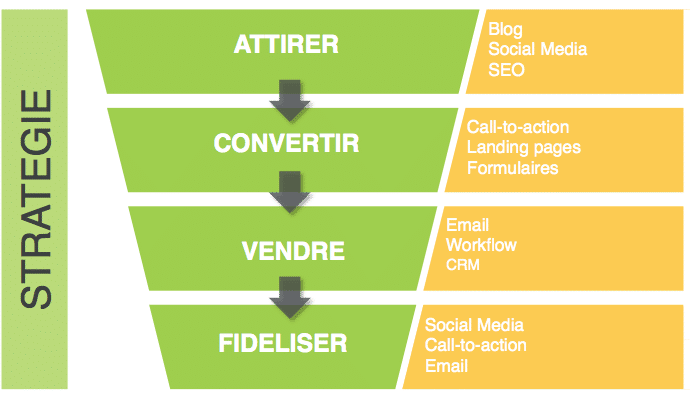 STRATEGIE
ATTIRER
Blog
Social Media
SEO
CONVERTIR
Call-to-action
Landing pages
Formulaires
VENDRE
Email
Workflow
CRM
FIDELISER
Social Media
Call-to-action
Email